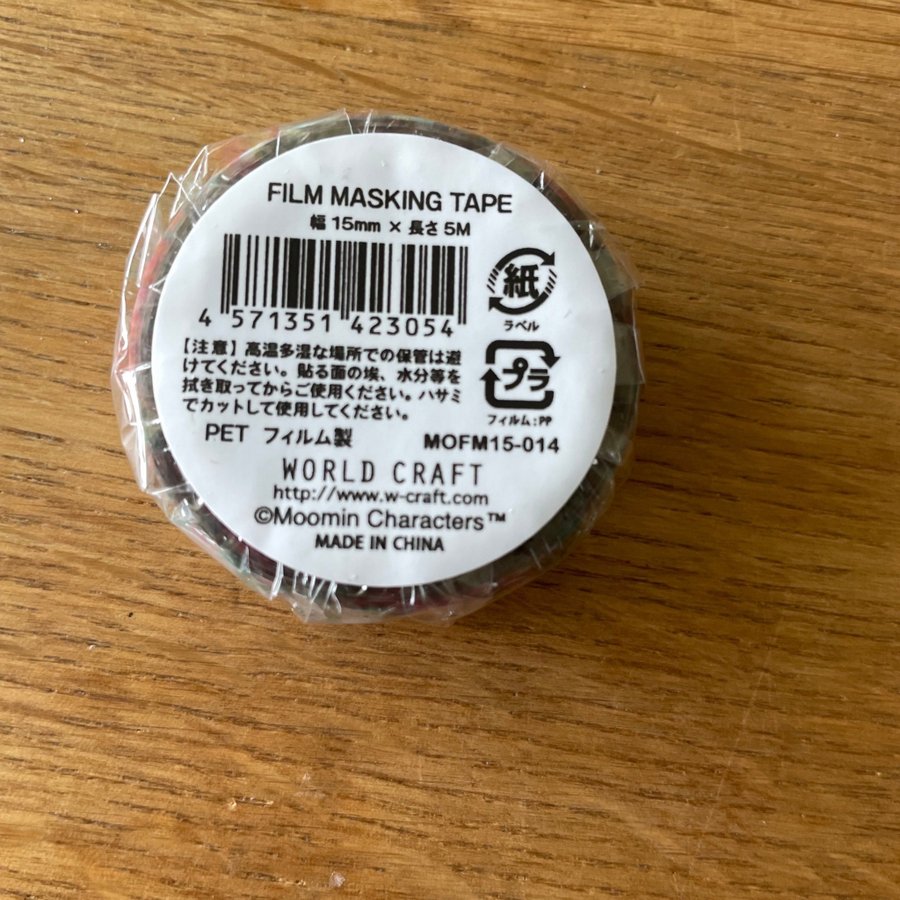 FILM MASKING TAPE
幅 15mm × 長さ 5M
4 571351 423054
紙
ラベル
プラ
フィルム:PP
【注意】高温多湿な場所での保管は避
けてください。貼る面の埃、水分等を
拭き取ってからご使用ください。ハサミ
でカットして使用してください。
PET フィルム製
MOFM15-014
WORLD CRAFT
http://www.w-craft.com
©Moomin Characters™
MADE IN CHINA